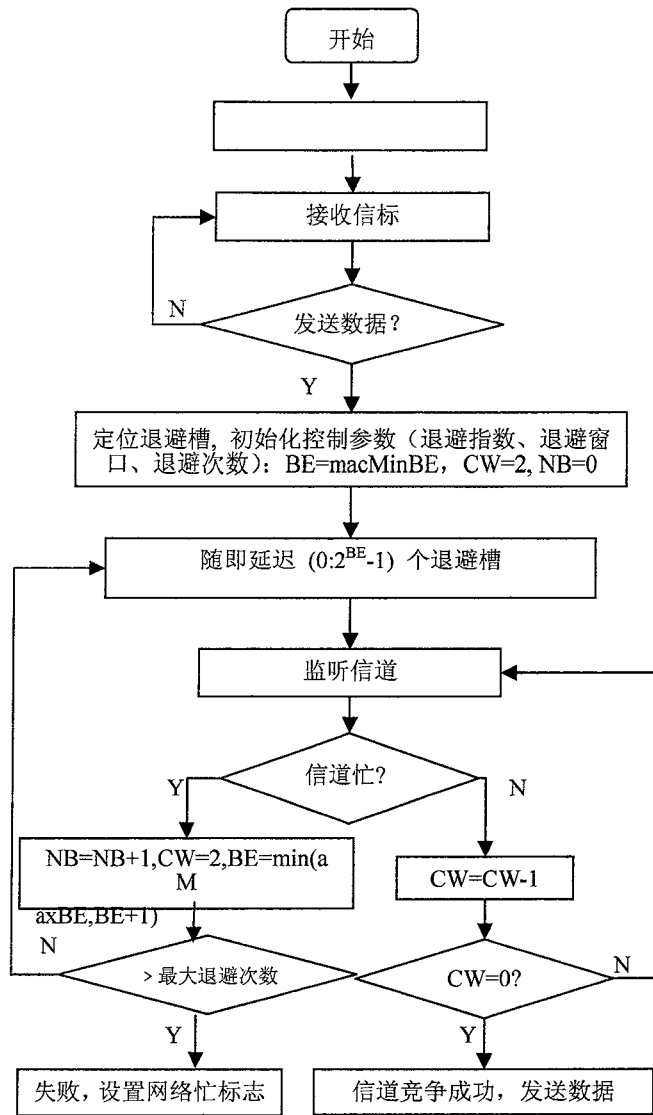 开始
接收信标
N
发送数据?
Y
定位退避槽, 初始化控制参数（退避指数、退避窗
口、退避次数）: BE=macMinBE，CW=2, NB=0
随即延迟 (0:2^BE-1) 个退避槽
监听信道
信道忙?
Y
N
NB=NB+1,CW=2,BE=min(a
M
axBE,BE+1)
CW=CW-1
N
> 最大退避次数
CW=0?
N
Y
Y
失败，设置网络忙标志
信道竞争成功，发送数据